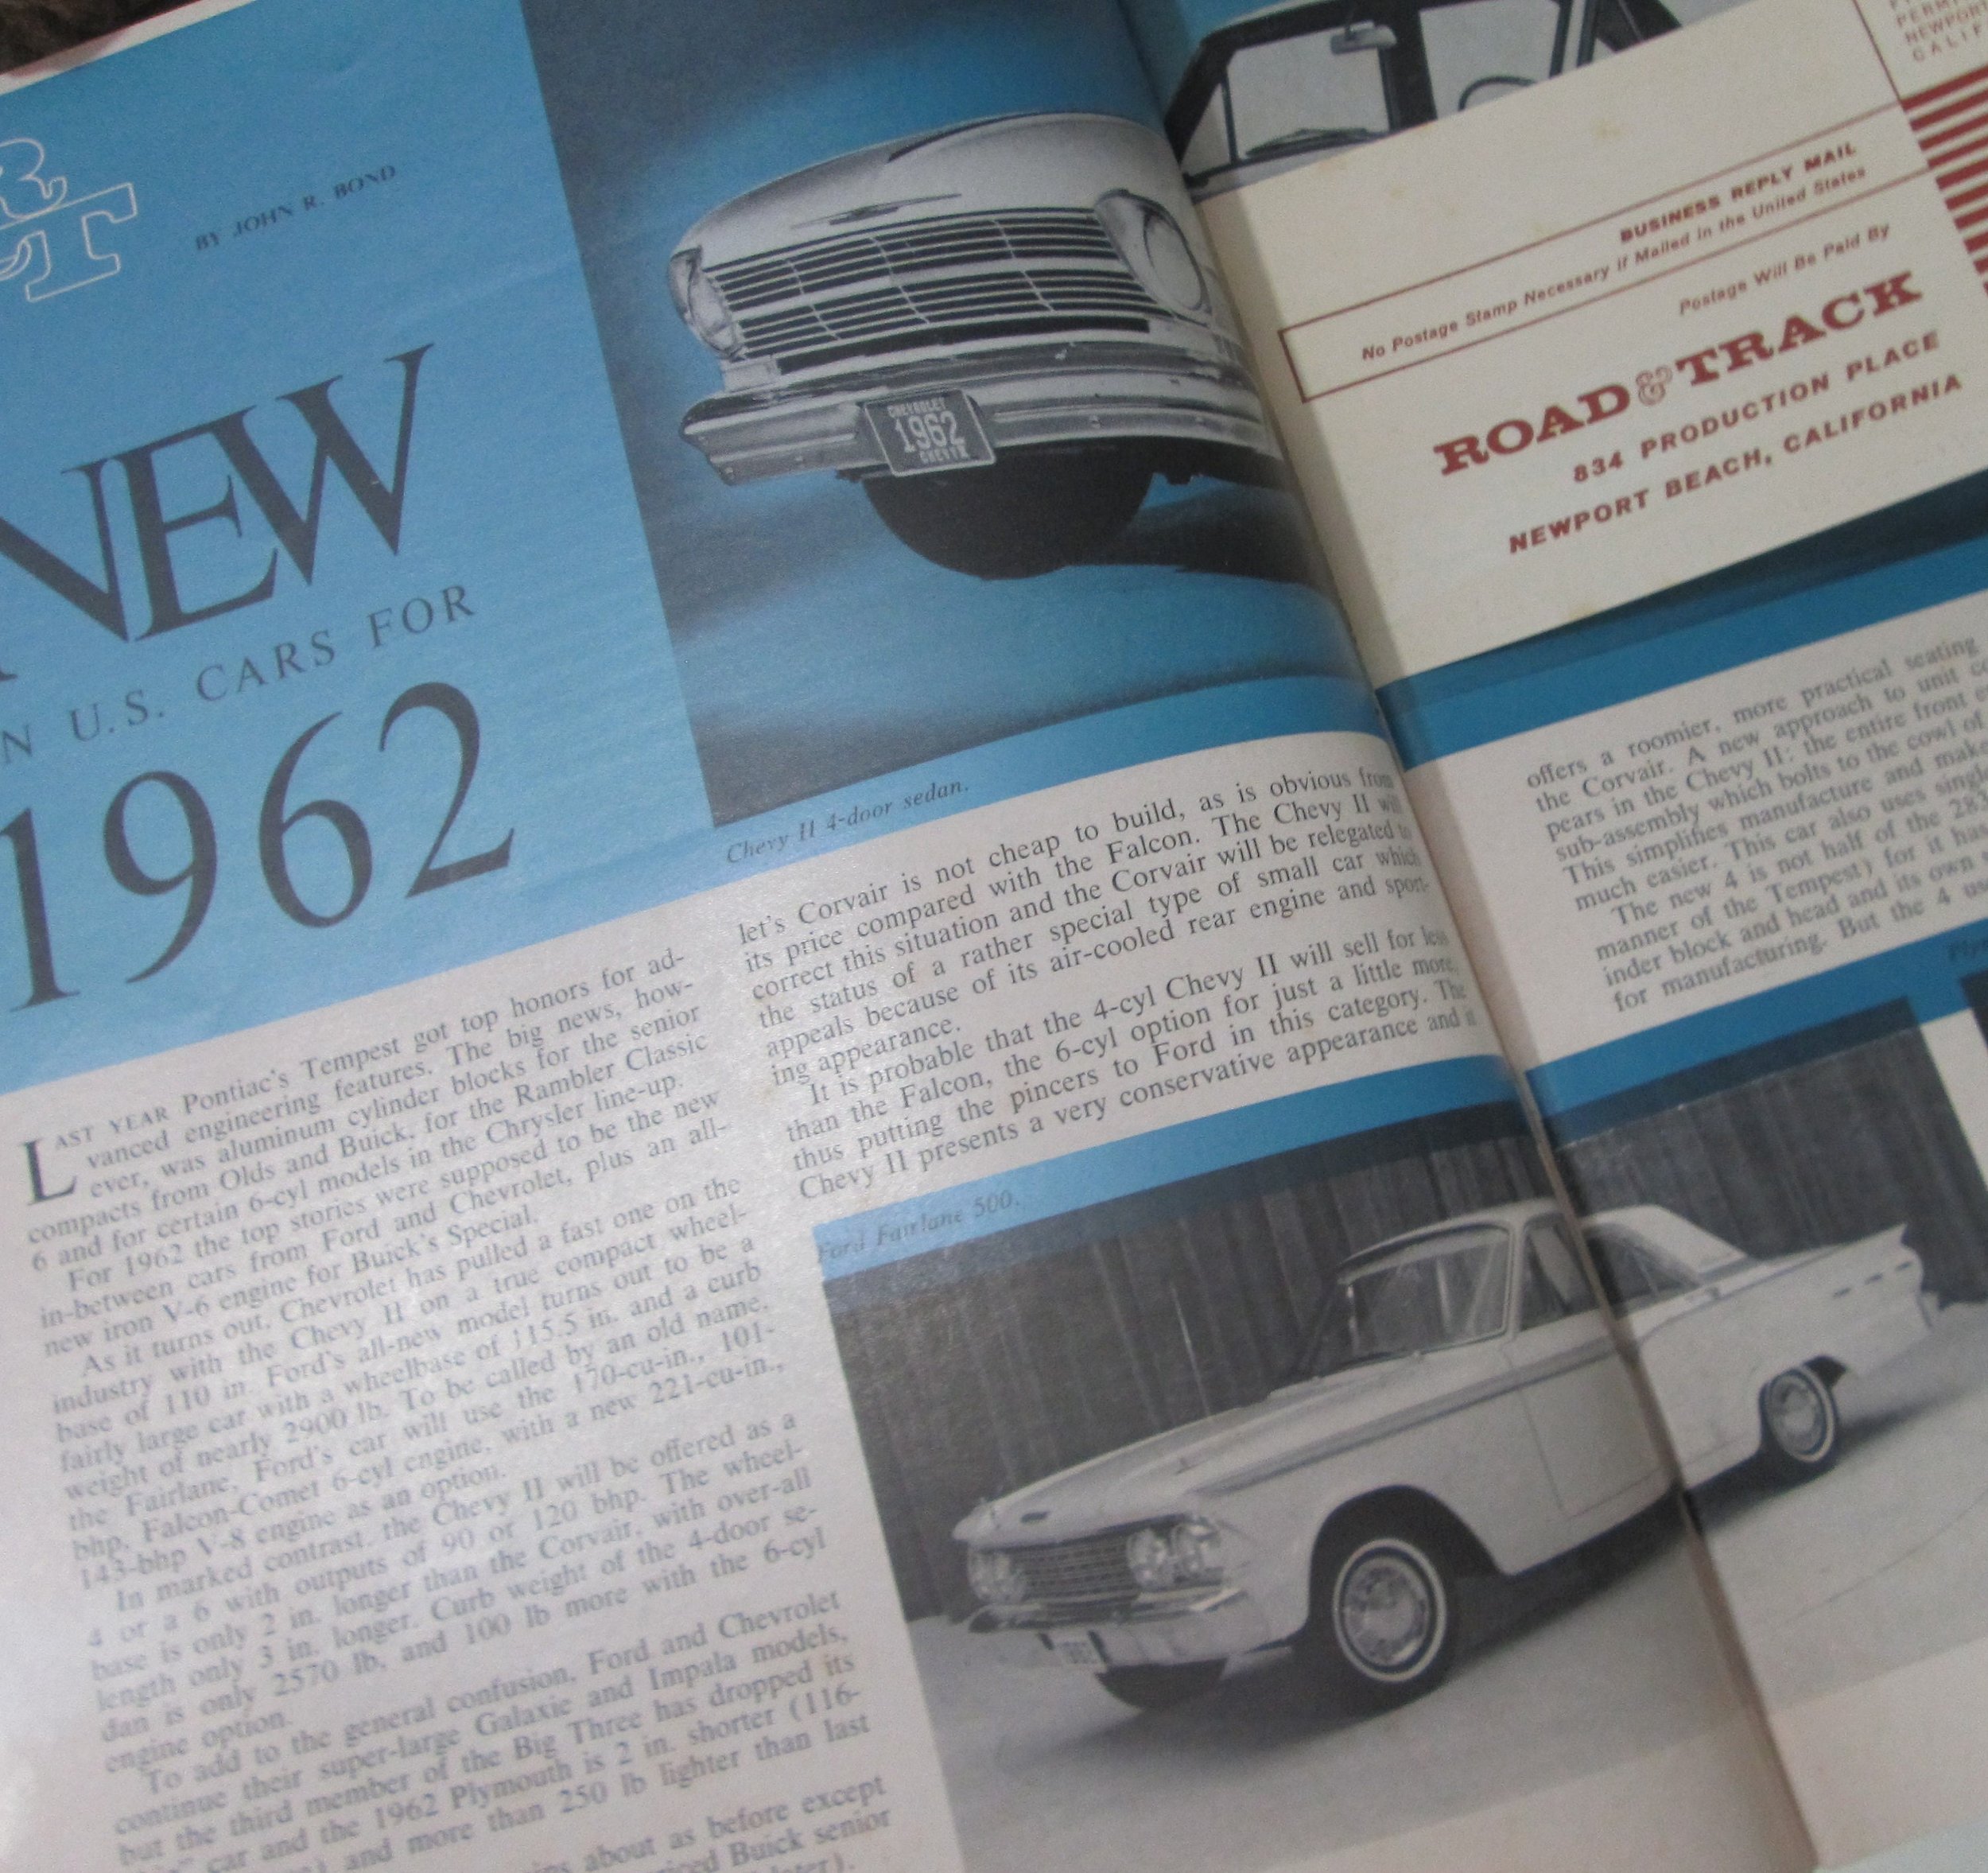 R
T
BY JOHN R. BOND
NEW
N U.S. CARS FOR
1962
CHEVROLET
1962
CHEVY II
Chevy II 4-door sedan.
LAST YEAR Pontiac's Tempest got top honors for ad-
vanced engineering features. The big news, how-
ever, was aluminum cylinder blocks for the senior
compacts from Olds and Buick, for the Rambler Classic
6 and for certain 6-cyl models in the Chrysler line-up.
For 1962 the top stories were supposed to be the new
in-between cars from Ford and Chevrolet, plus an all-
new iron V-6 engine for Buick's Special.
As it turns out, Chevrolet has pulled a fast one on the
industry with the Chevy II on a true compact wheel-
base of 110 in. Ford's all-new model turns out to be a
fairly large car with a wheelbase of 115.5 in. and a curb
weight of nearly 2900 lb. To be called by an old name,
the Fairlane, Ford's car will use the 170-cu-in., 101-
bhp, Falcon-Comet 6-cyl engine, with a new 221-cu-in.,
143-bhp V-8 engine as an option.
In marked contrast, the Chevy II will be offered as a
4 or a 6 with outputs of 90 or 120 bhp. The wheel-
base is only 2 in. longer than the Corvair, with over-all
length only 3 in. longer. Curb weight of the 4-door se-
dan is only 2570 lb, and 100 lb more with the 6-cyl
engine option.
To add to the general confusion, Ford and Chevrolet
continue their super-large Galaxie and Impala models,
but the third member of the Big Three has dropped its
car and the 1962 Plymouth is 2 in. shorter (116-
and more than 250 lb lighter than last
about as before except
Buick senior
let's Corvair is not cheap to build, as is obvious from
its price compared with the Falcon. The Chevy II will
correct this situation and the Corvair will be relegated to
the status of a rather special type of small car which
appeals because of its air-cooled rear engine and sport-
ing appearance.
It is probable that the 4-cyl Chevy II will sell for less
than the Falcon, the 6-cyl option for just a little more,
thus putting the pincers to Ford in this category. The
Chevy II presents a very conservative appearance and it
Ford Fairlane 500.
1962
PERM
NEWPORT
CALIF
BUSINESS REPLY MAIL
No Postage Stamp Necessary if Mailed in the United States
Postage Will Be Paid By
ROAD & TRACK
834 PRODUCTION PLACE
NEWPORT BEACH, CALIFORNIA
offers a roomier, more practical seating
the Corvair. A new approach to unit co
pears in the Chevy II: the entire front e
sub-assembly which bolts to the cowl of
This simplifies manufacture and make
much easier. This car also uses singl
The new 4 is not half of the 28
manner of the Tempest) for it ha
inder block and head and its own
for manufacturing. But the 4 u